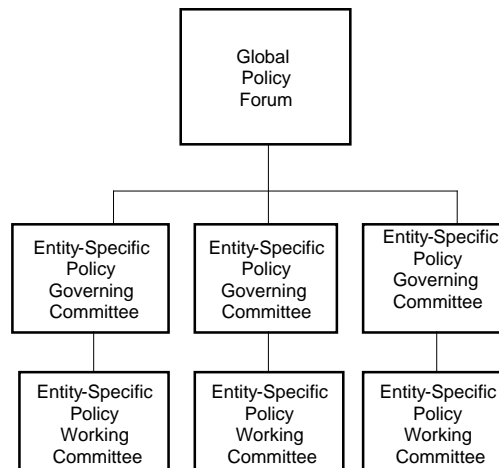 Global
Policy
Forum
Entity-Specific
Policy
Governing
Committee
Entity-Specific
Policy
Governing
Committee
Entity-Specific
Policy
Governing
Committee
Entity-Specific
Policy
Working
Committee
Entity-Specific
Policy
Working
Committee
Entity-Specific
Policy
Working
Committee